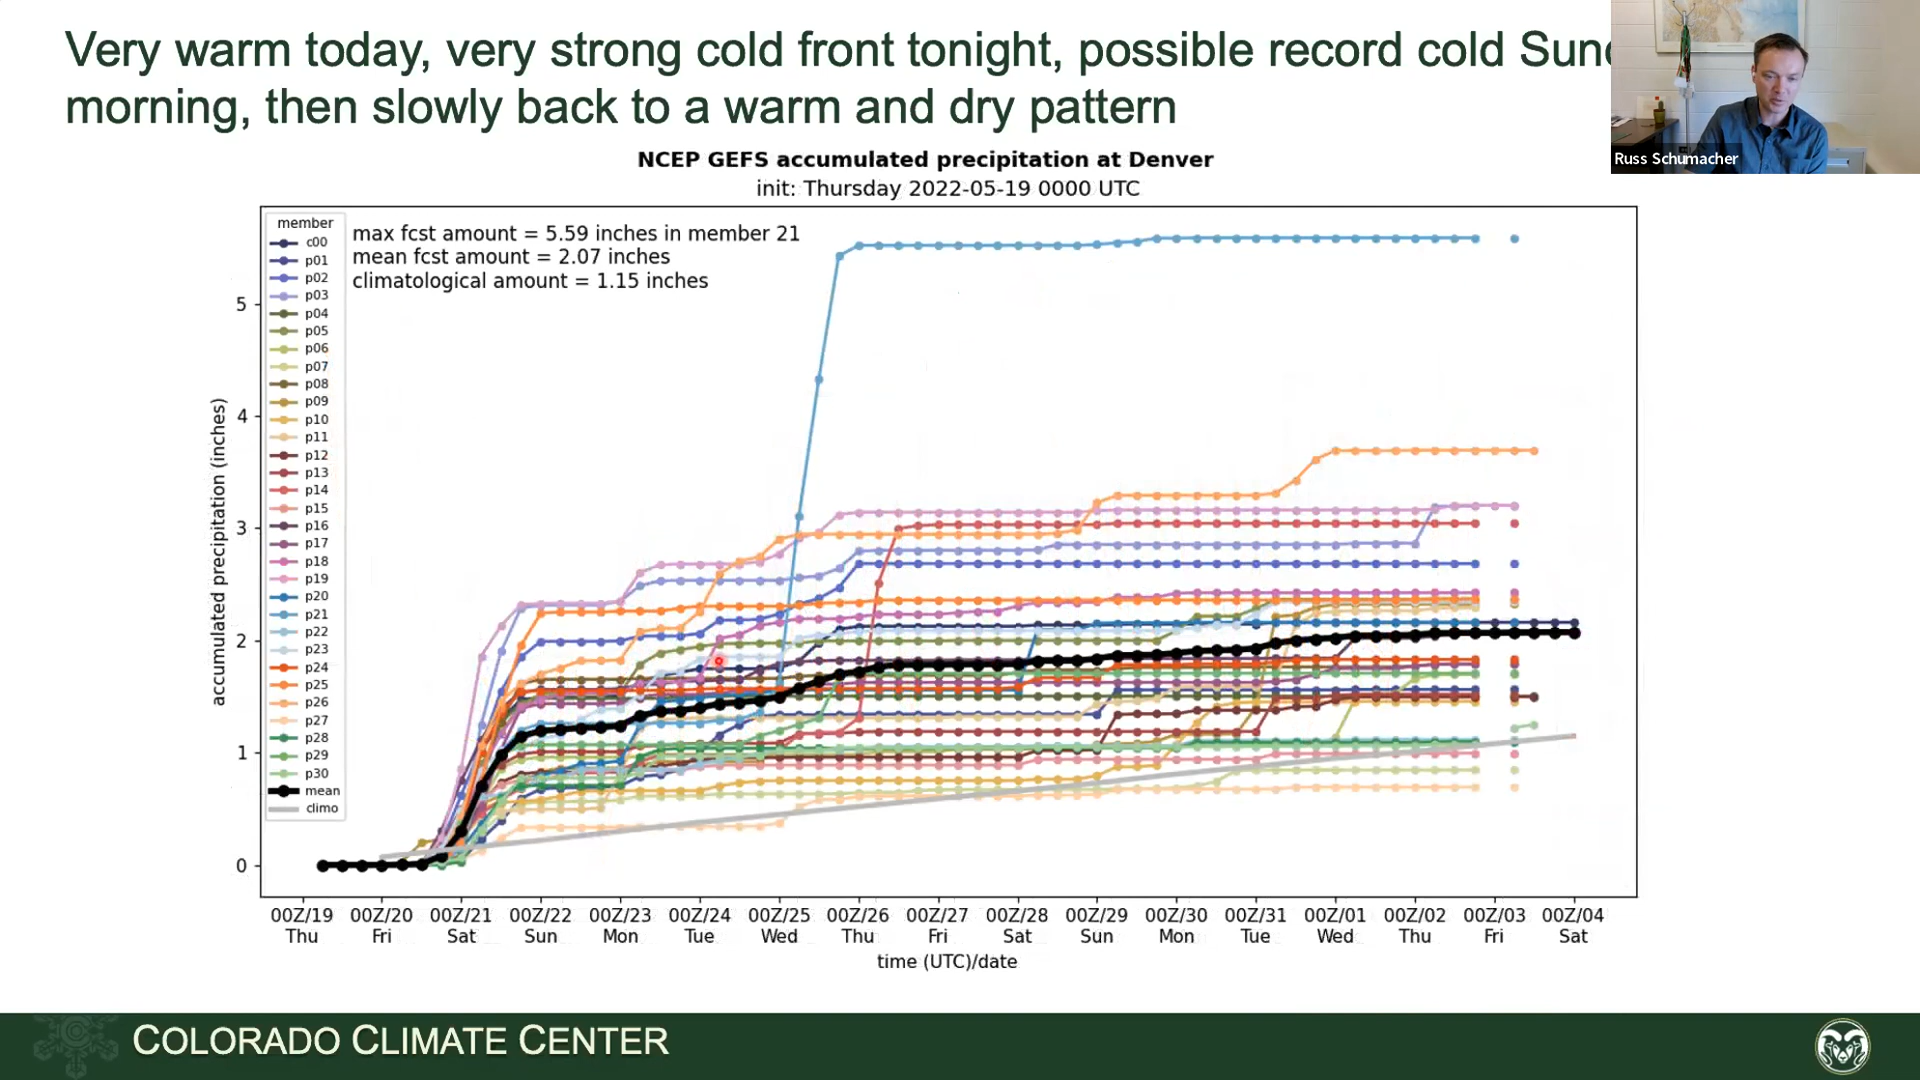 Very warm today, very strong cold front tonight, possible record cold Sun
morning, then slowly back to a warm and dry pattern
Russ Schumacher
NCEP GEFS accumulated precipitation at Denver
init: Thursday 2022-05-19 0000 UTC
max fcst amount = 5.59 inches in member 21
mean fcst amount = 2.07 inches
climatological amount = 1.15 inches
member
c00
p01
p02
p03
p04
p05
p06
p07
p08
p09
p10
p11
p12
p13
p14
p15
p16
p17
p18
p19
p20
p21
p22
p23
p24
p25
p26
p27
p28
p29
p30
mean
climo
accumulated precipitation (inches)
5
4
3
2
1
0
00Z/19 00Z/20 00Z/21 00Z/22 00Z/23 00Z/24 00Z/25 00Z/26 00Z/27 00Z/28 00Z/29 00Z/30 00Z/31 00Z/01 00Z/02 00Z/03 00Z/04
Thu Fri Sat Sun Mon Tue Wed Thu Fri Sat Sun Mon Tue Wed Thu Fri Sat
time (UTC)/date
COLORADO CLIMATE CENTER